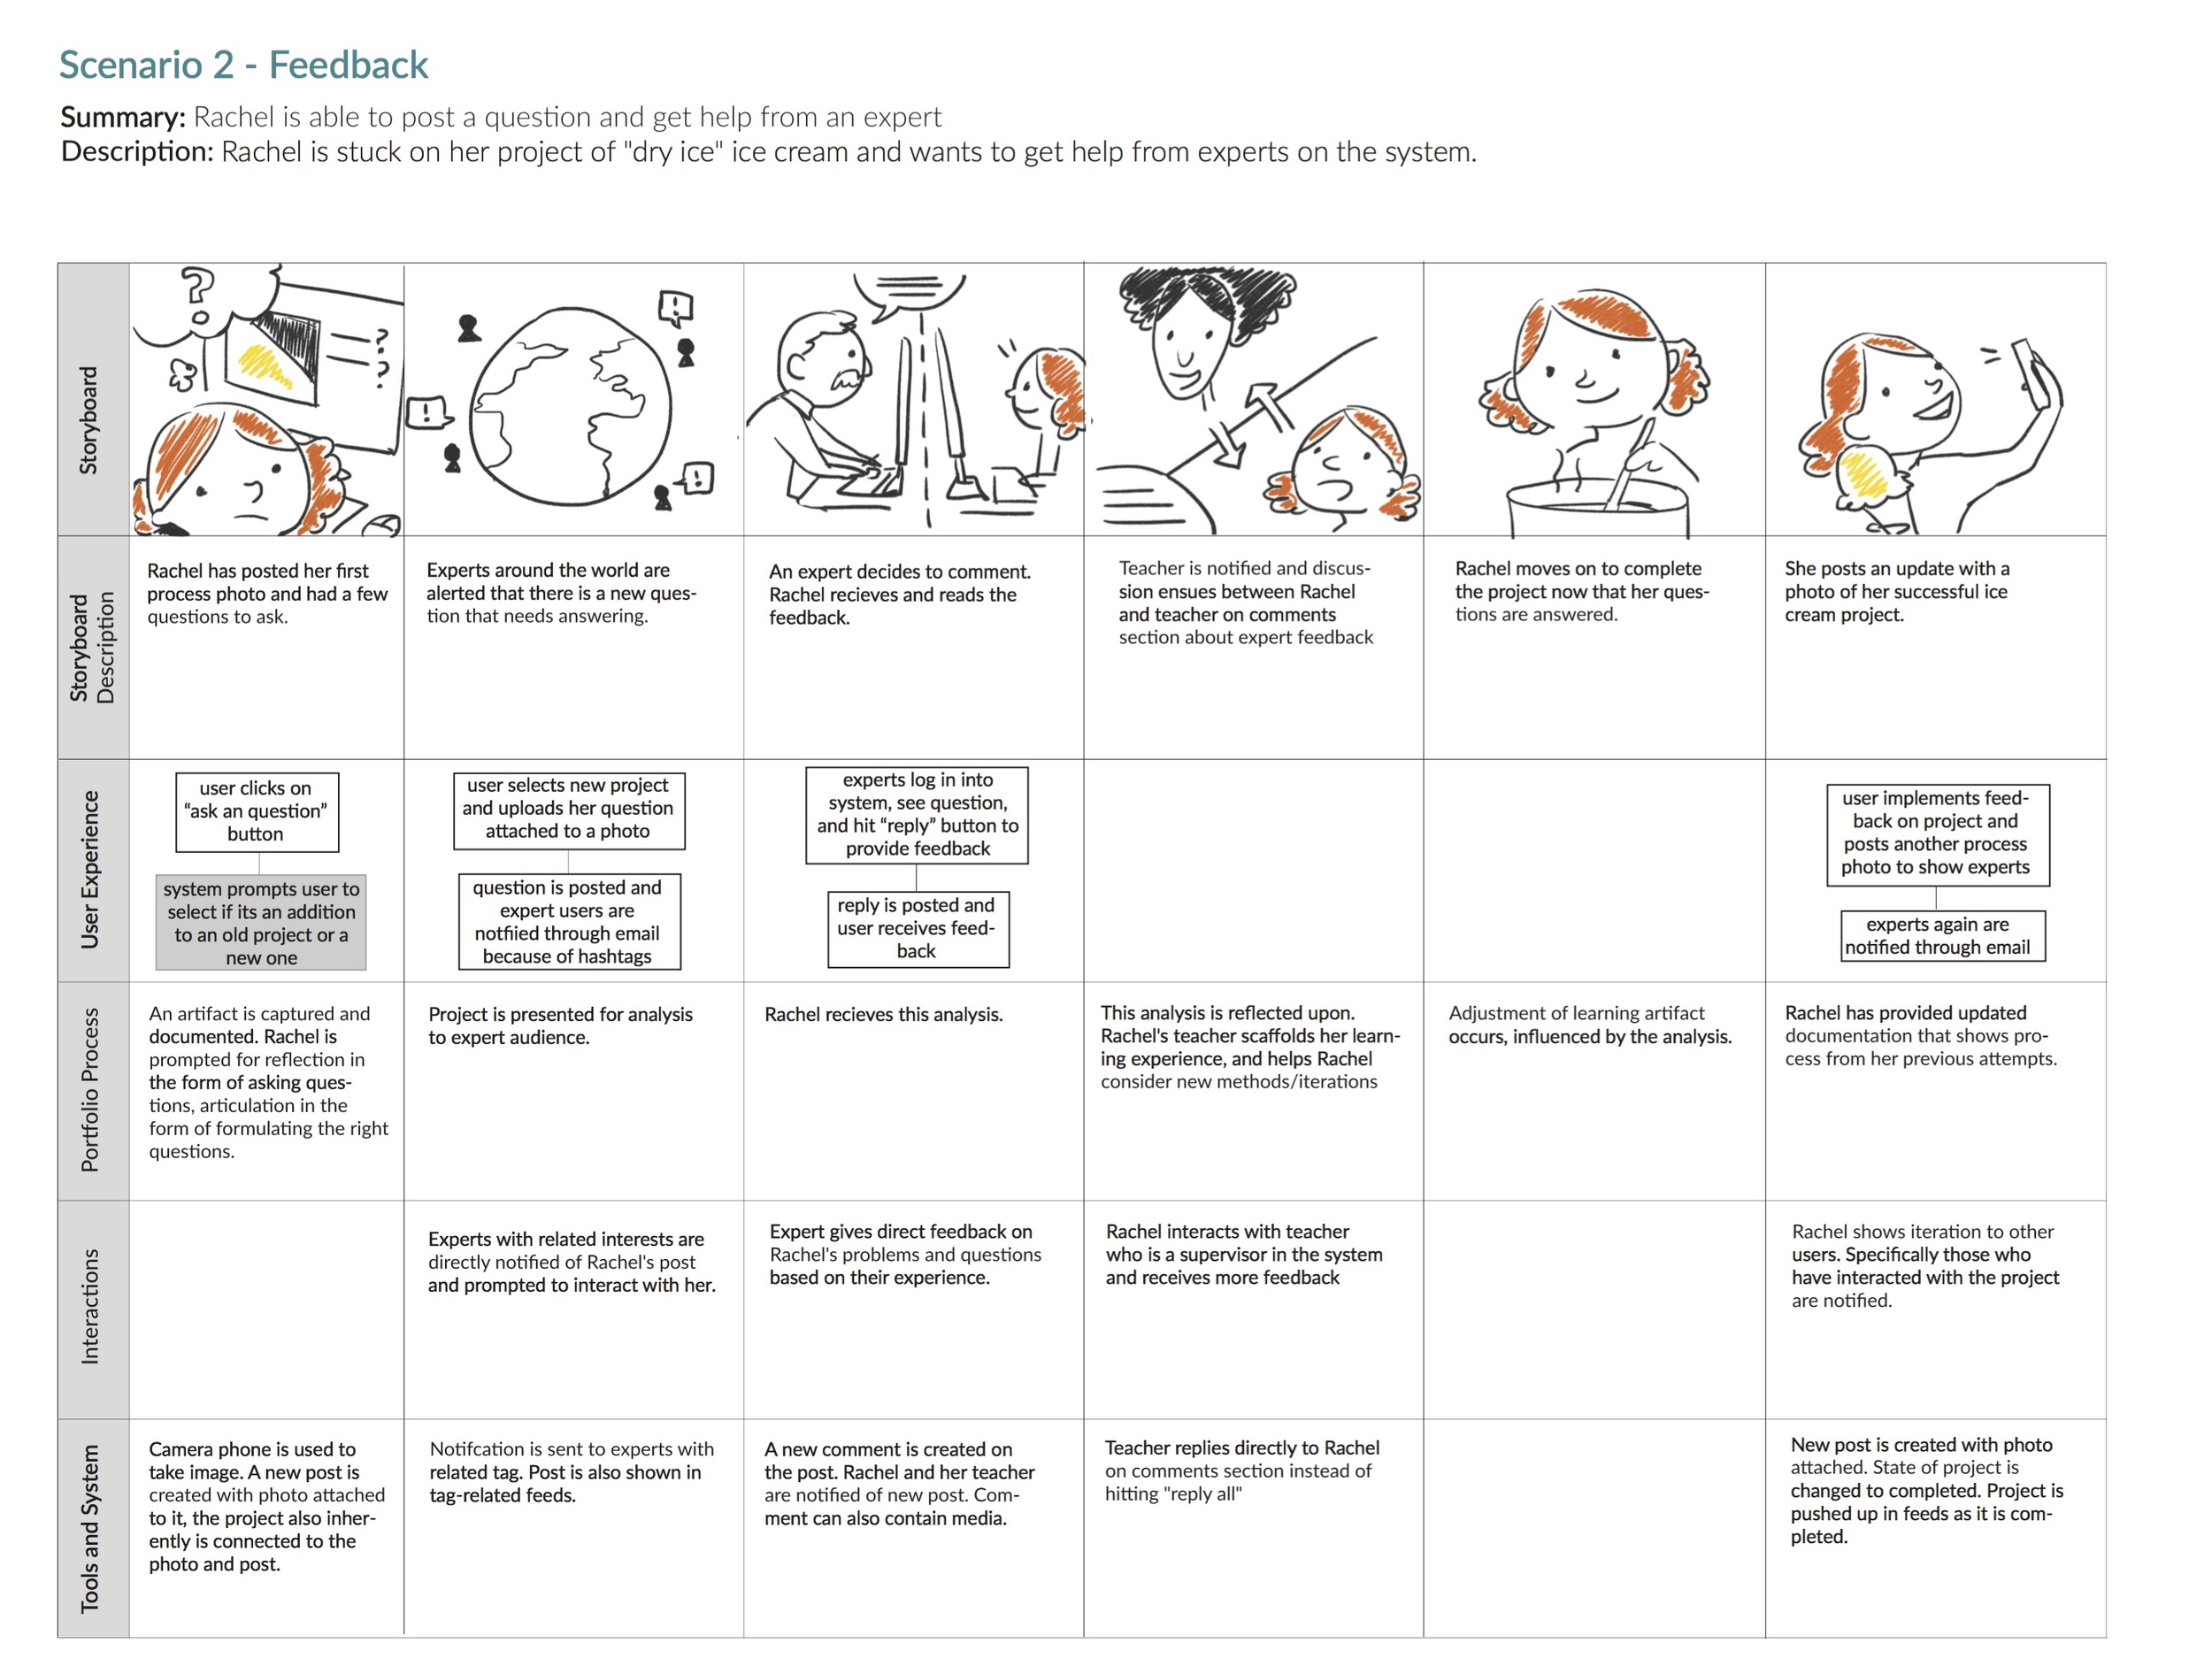 Scenario 2 - Feedback
Summary: Rachel is able to post a question and get help from an expert
Description: Rachel is stuck on her project of "dry ice" ice cream and wants to get help from experts on the system.
Storyboard
?
?
?
?
!
!
!
Storyboard
Description
Rachel has posted her first
process photo and had a few
questions to ask.
Experts around the world are
alerted that there is a new ques-
tion that needs answering.
An expert decides to comment.
Rachel recieves and reads the
feedback.
Teacher is notified and discus-
sion ensues between Rachel
and teacher on comments
section about expert feedback
Rachel moves on to complete
the project now that her ques-
tions are answered.
She posts an update with a
photo of her successful ice
cream project.
User Experience
user clicks on
“ask an question”
button
system prompts user to
select if its an addition
to an old project or a
new one
user selects new project
and uploads her question
attached to a photo
question is posted and
expert users are
notfiied through email
because of hashtags
experts log in into
system, see question,
and hit “reply” button to
provide feedback
reply is posted and
user receives feed-
back
user implements feed-
back on project and
posts another process
photo to show experts
experts again are
notified through email
Portfolio Process
An artifact is captured and
documented. Rachel is
prompted for reflection in
the form of asking ques-
tions, articulation in the
form of formulating the right
questions.
Project is presented for analysis
to expert audience.
Rachel recieves this analysis.
This analysis is reflected upon.
Rachel's teacher scaffolds her learn-
ing experience, and helps Rachel
consider new methods/iterations
Adjustment of learning artifact
occurs, influenced by the analysis.
Rachel has provided updated
documentation that shows pro-
cess from her previous attempts.
Interactions
Experts with related interests are
directly notified of Rachel's post
and prompted to interact with her.
Expert gives direct feedback on
Rachel's problems and questions
based on their experience.
Rachel interacts with teacher
who is a supervisor in the system
and receives more feedback
Rachel shows iteration to other
users. Specifically those who
have interacted with the project
are notified.
Tools and System
Camera phone is used to
take image. A new post is
created with photo attached
to it, the project also inher-
ently is connected to the
photo and post.
Notifcation is sent to experts with
related tag. Post is also shown in
tag-related feeds.
A new comment is created on
the post. Rachel and her teacher
are notified of new post. Com-
ment can also contain media.
Teacher replies directly to Rachel
on comments section instead of
hitting "reply all"
New post is created with photo
attached. State of project is
changed to completed. Project is
pushed up in feeds as it is com-
pleted.